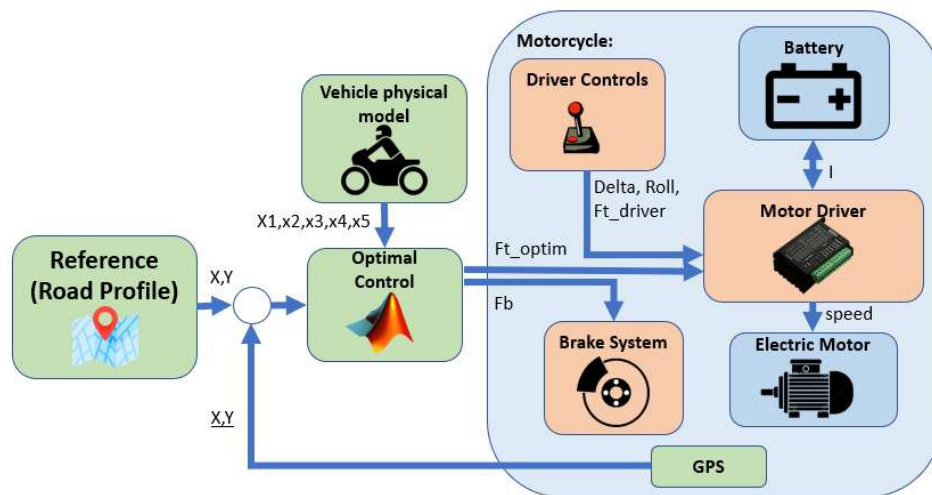 Motorcycle:
Battery
Driver Controls
Vehicle physical
model
I
Delta, Roll,
Ft_driver
Motor Driver
X1,x2,x3,x4,x5
Ft_optim
Optimal
Control
Reference
(Road Profile)
X,Y
Fb
speed
Brake System
Electric Motor
X,Y
GPS